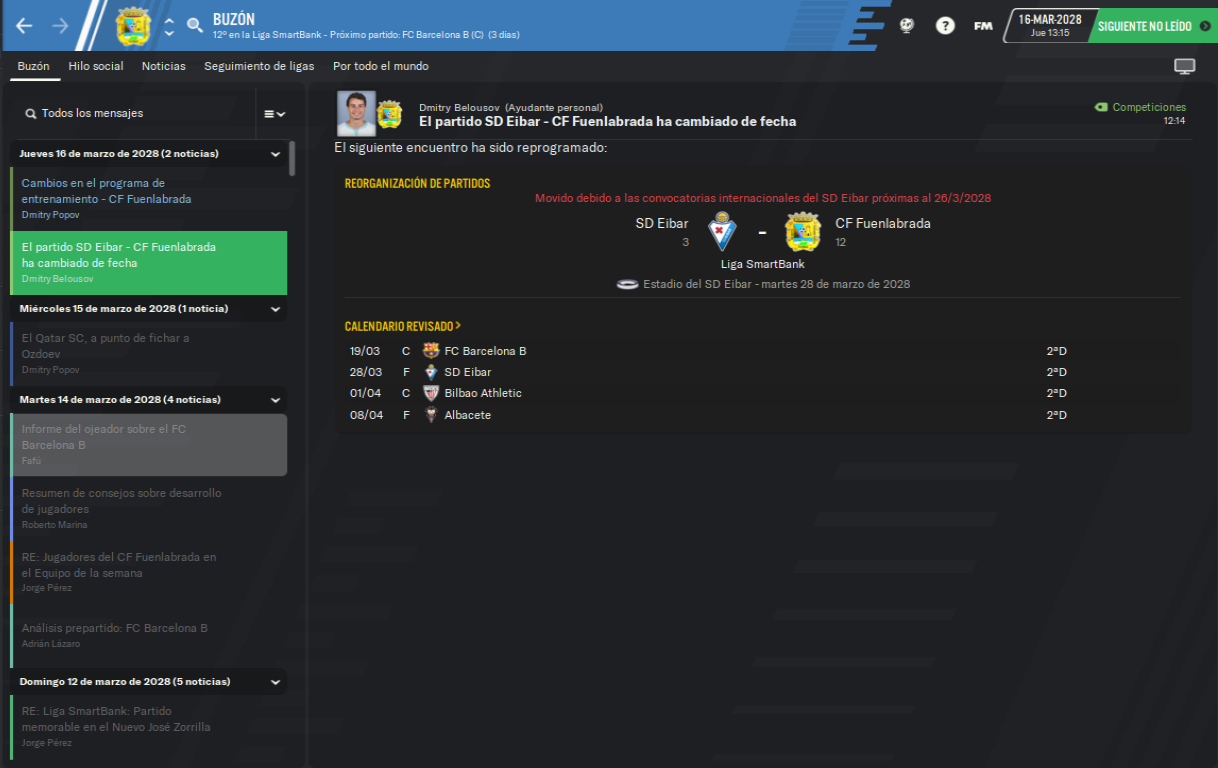 BUZÓN
12º en la Liga SmartBank - Próximo partido: FC Barcelona B (C) (3 días)
?
FM
16-MAR-2028
Jue 13:15
SIGUIENTE NO LEÍDO
Buzón
Hilo social
Noticias
Seguimiento de ligas
Por todo el mundo
Todos los mensajes
Jueves 16 de marzo de 2028 (2 noticias)
Cambios en el programa de
entrenamiento - CF Fuenlabrada
Dmitry Popov
El partido SD Eibar - CF Fuenlabrada
ha cambiado de fecha
Dmitry Belousov
Miércoles 15 de marzo de 2028 (1 noticia)
El Qatar SC, a punto de fichar a
Ozdoev
Dmitry Popov
Martes 14 de marzo de 2028 (4 noticias)
Informe del ojeador sobre el FC
Barcelona B
Fafú
Resumen de consejos sobre desarrollo
de jugadores
Roberto Marina
RE: Jugadores del CF Fuenlabrada en
el Equipo de la semana
Jorge Pérez
Análisis prepartido: FC Barcelona B
Adrián Lázaro
Domingo 12 de marzo de 2028 (5 noticias)
RE: Liga SmartBank: Partido
memorable en el Nuevo José Zorrilla
Jorge Pérez
Dmitry Belousov (Ayudante personal)
El partido SD Eibar - CF Fuenlabrada ha cambiado de fecha
Competiciones
12:14
El siguiente encuentro ha sido reprogramado:
REORGANIZACIÓN DE PARTIDOS
Movido debido a las convocatorias internacionales del SD Eibar próximas al 26/3/2028
SD Eibar - CF Fuenlabrada
3 12
Liga SmartBank
Estadio del SD Eibar - martes 28 de marzo de 2028
CALENDARIO REVISADO >
19/03 C FC Barcelona B 2ªD
28/03 F SD Eibar 2ªD
01/04 C Bilbao Athletic 2ªD
08/04 F Albacete 2ªD